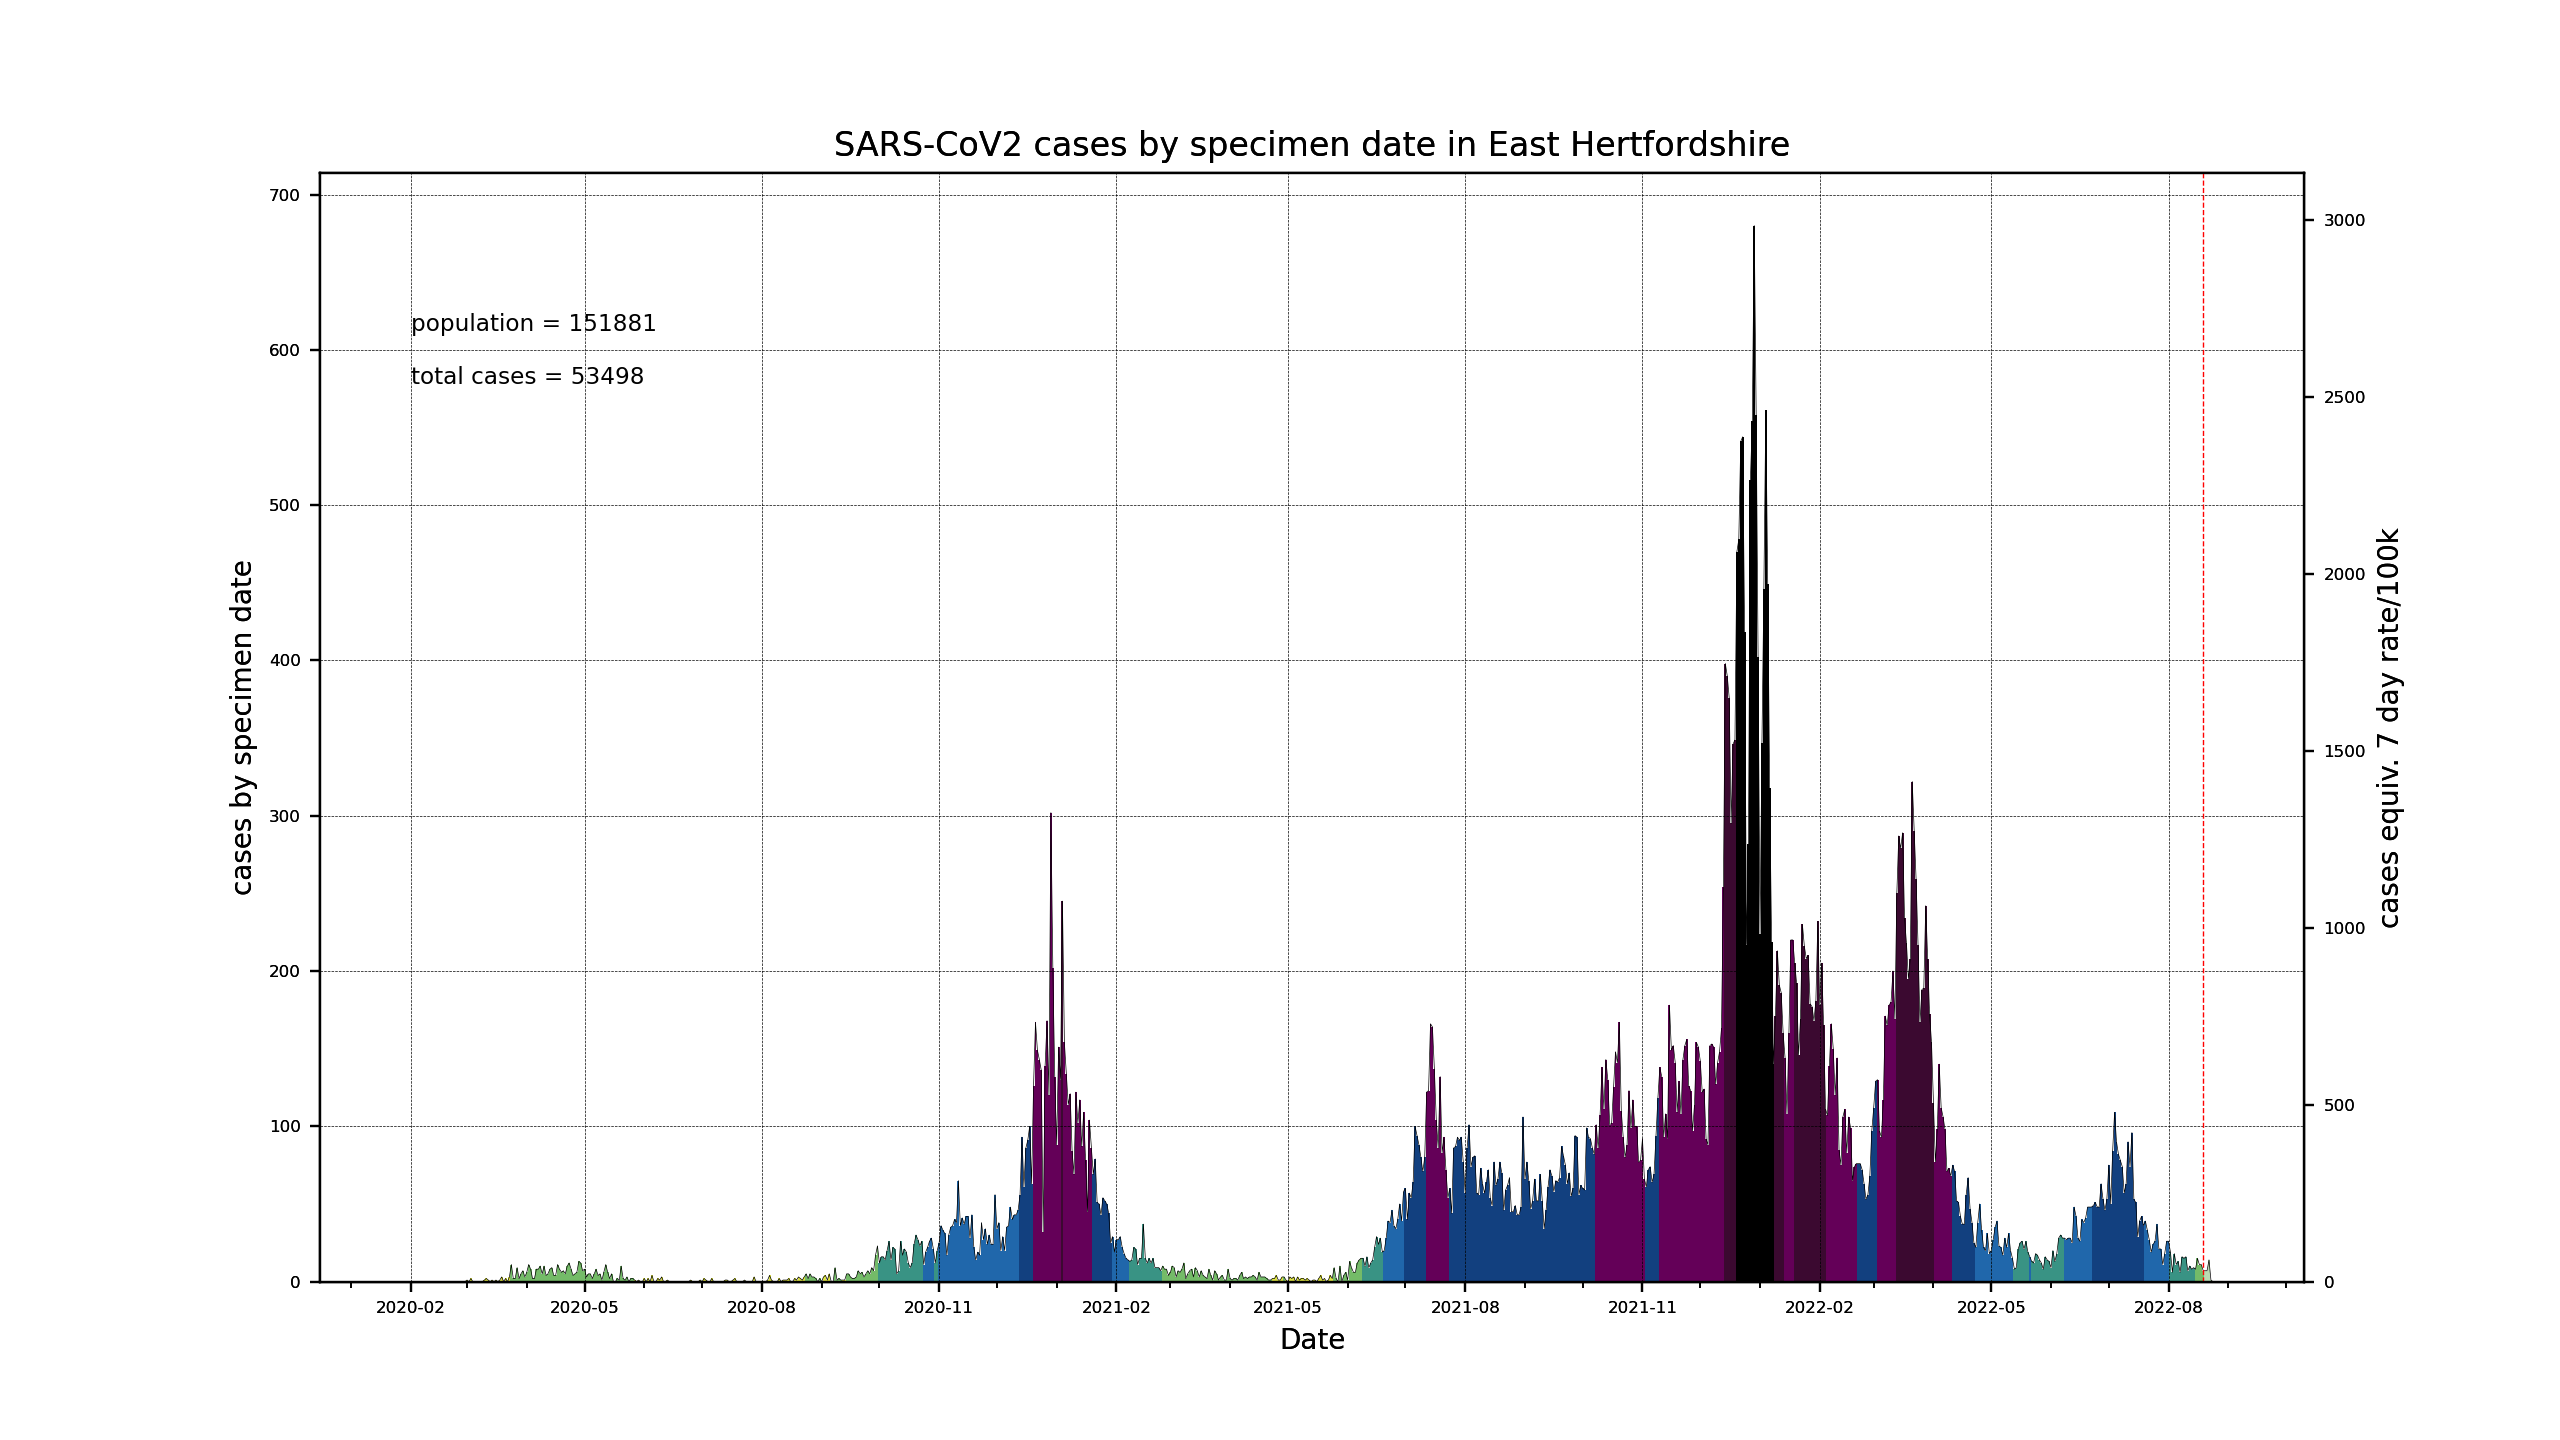 SARS-CoV2 cases by specimen date in East Hertfordshire
700
600
500
400
300
200
100
0
cases by specimen date
population = 151881
total cases = 53498
3000
2500
2000
1500
1000
500
0
cases equiv. 7 day rate/100k
2020-02 2020-05 2020-08 2020-11 2021-02 2021-05 2021-08 2021-11 2022-02 2022-05 2022-08
Date